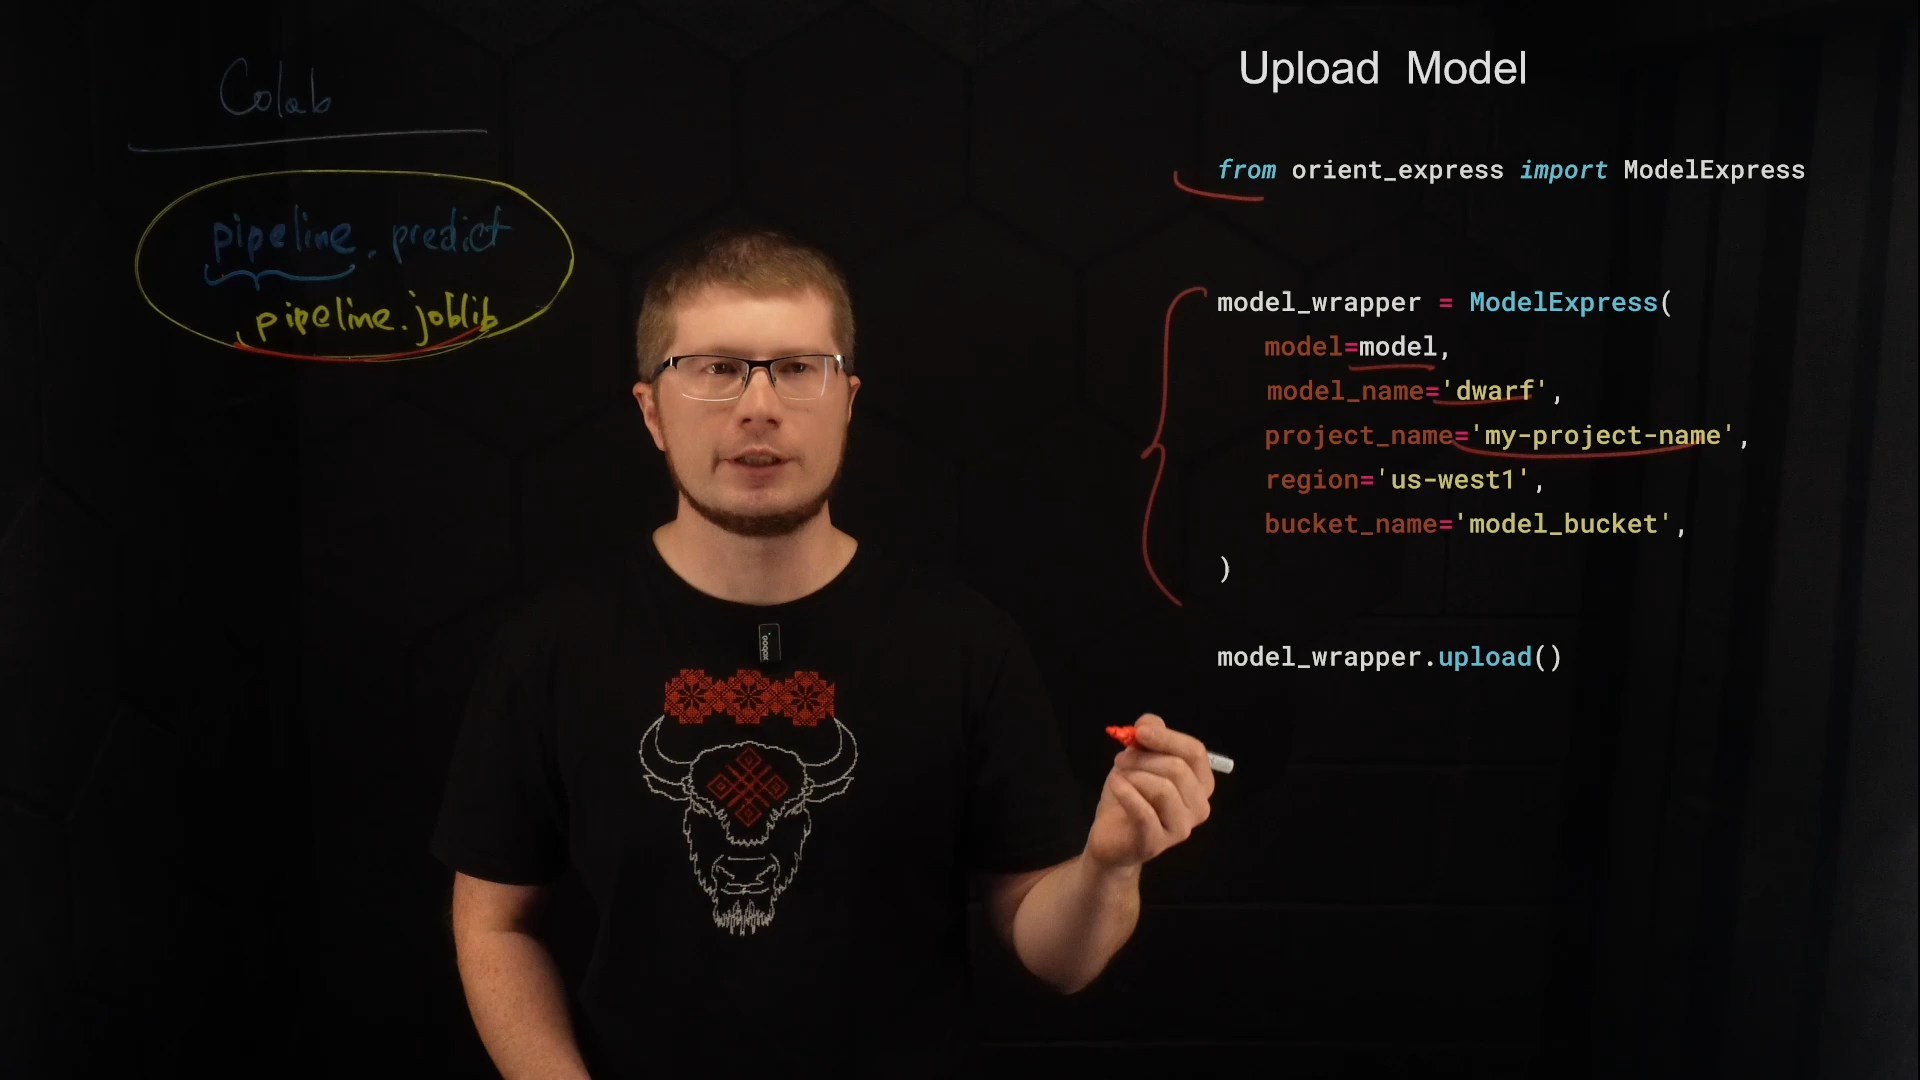 Colab
pipeline.predict
pipeline.joblib
Upload Model
from orient_express import ModelExpress
model_wrapper = ModelExpress(
model=model,
model_name='dwarf',
project_name='my-project-name',
region='us-west1',
bucket_name='model_bucket',
)
model_wrapper.upload()